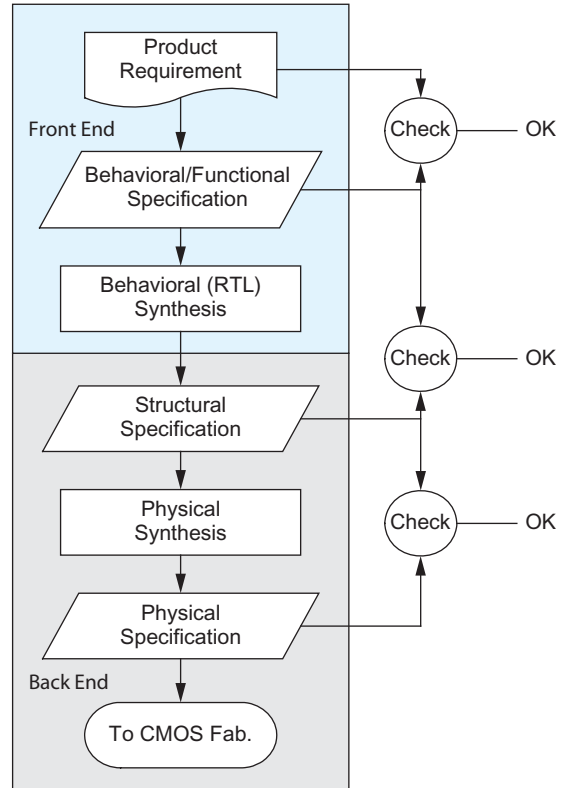 Product
Requirement
Check
OK
Front End
Behavioral/Functional
Specification
Behavioral (RTL)
Synthesis
Check
OK
Structural
Specification
Physical
Synthesis
Check
OK
Physical
Specification
Back End
To CMOS Fab.